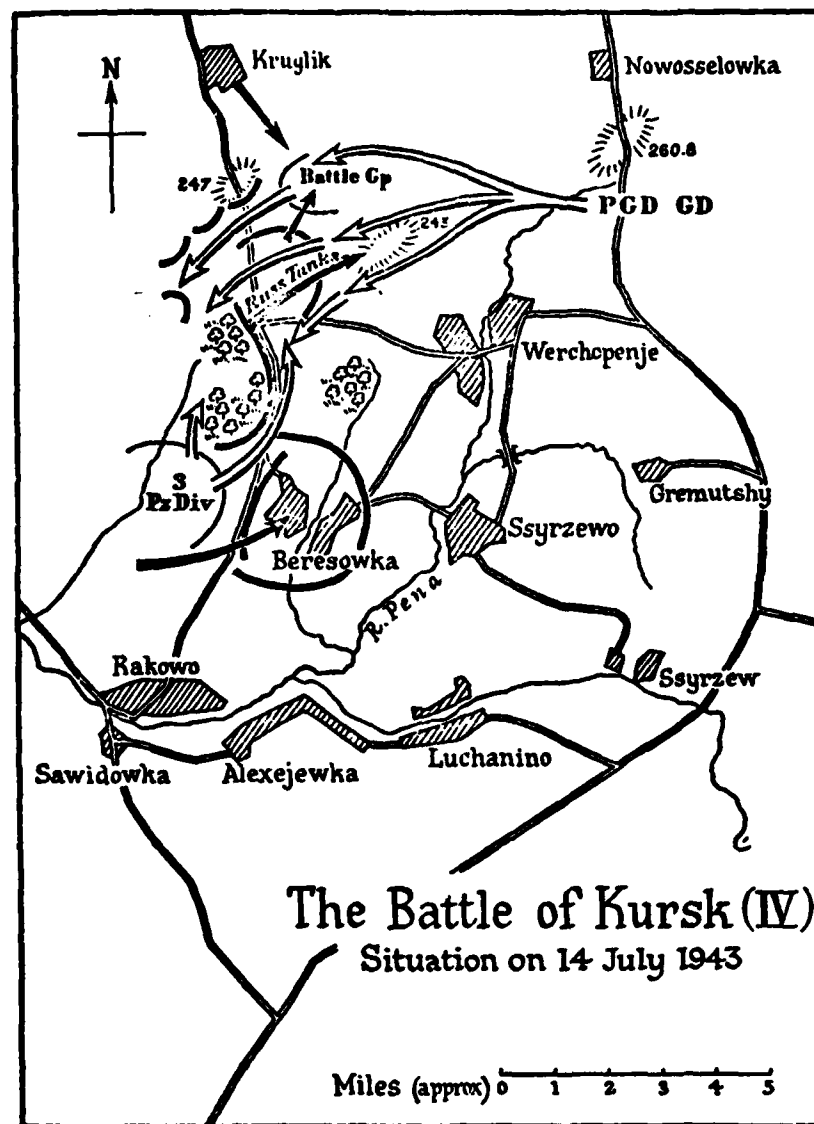 N
Kruylik
Nowosselowka
260.8
247
Battle Gp
PGD GD
243
Russ Tanks
Werchopenje
3
Pz Div
Gremutshy
Ssyrzewo
Beresowka
R. Pena
Rakowo
Ssyrzew
Sawidowka
Alexejewka
Luchanino
The Battle of Kursk (IV)
Situation on 14 July 1943
Miles (approx) 0 1 2 3 4 5